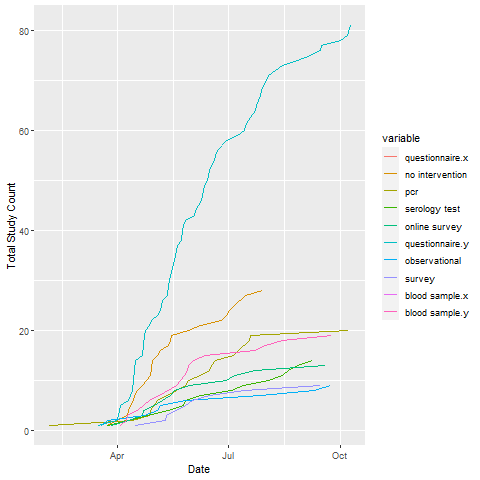 80
60
40
20
0
Total Study Count
Apr
Jul
Oct
Date
variable
questionnaire.x
no intervention
pcr
serology test
online survey
questionnaire.y
observational
survey
blood sample.x
blood sample.y